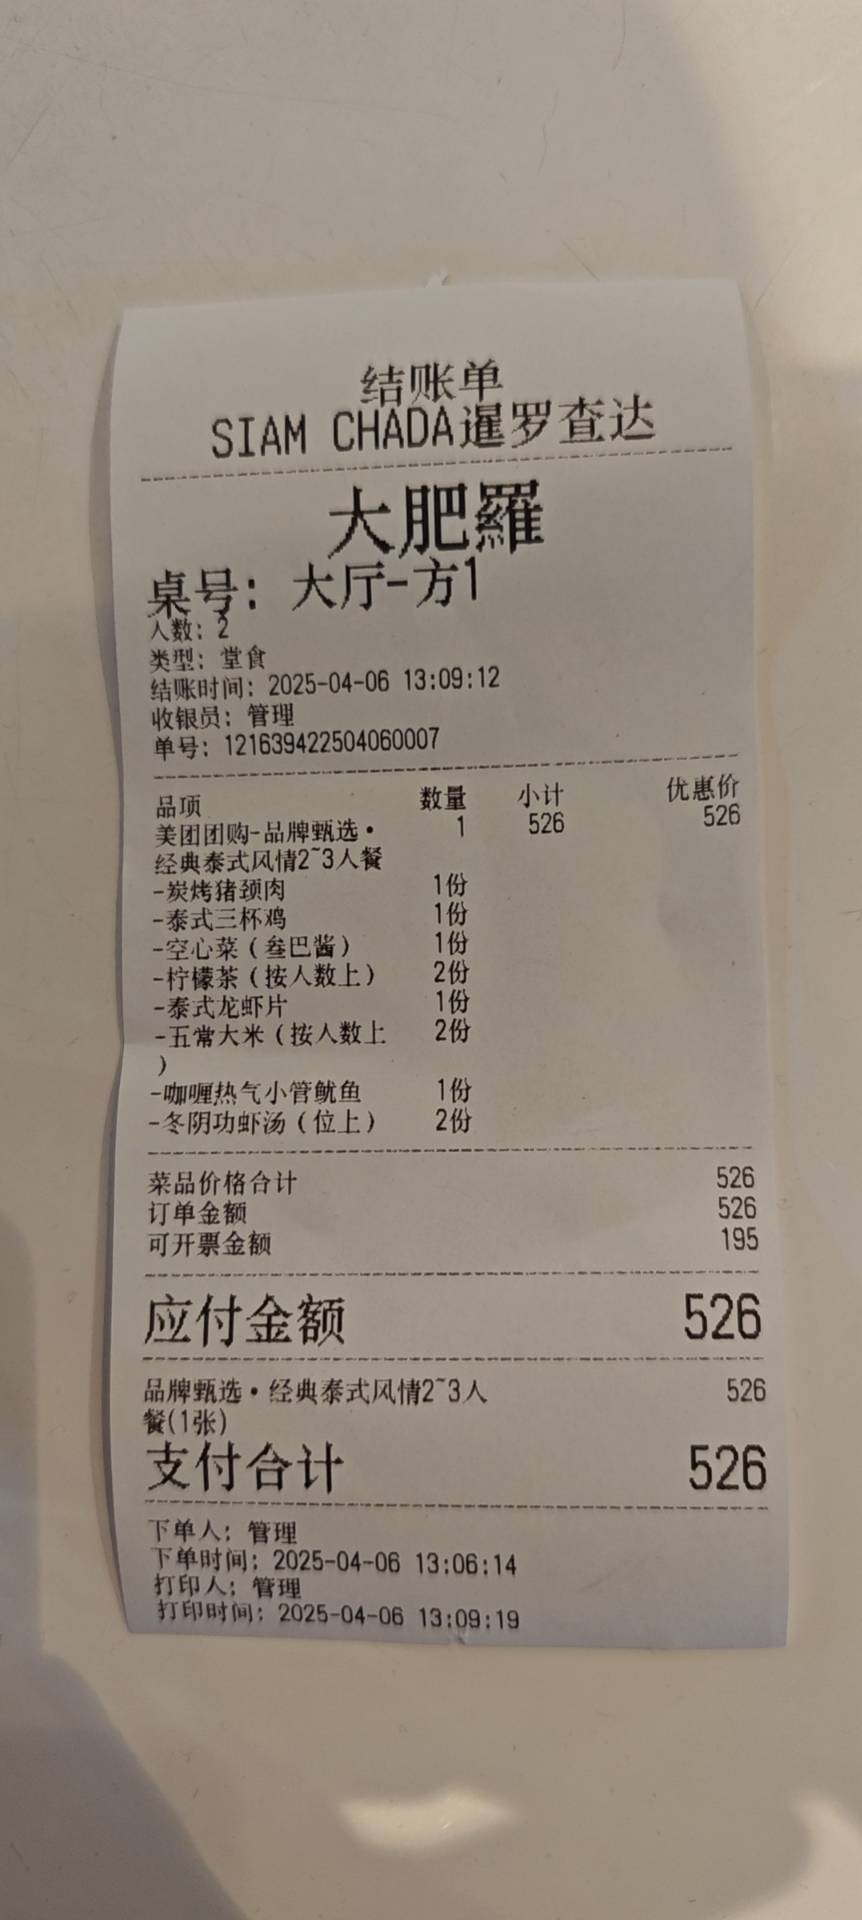 结账单
SIAM CHADA暹罗查达
大肥羅
桌号: 大厅-方1
人数: 2
类型: 堂食
结账时间: 2025-04-06 13:09:12
收银员: 管理
单号: 121639422504060007
品项 数量 小计 优惠价
美团团购-品牌甄选• 1 526 526
经典泰式风情2~3人餐
-炭烤猪颈肉 1份
-泰式三杯鸡 1份
-空心菜(叁巴酱) 1份
-柠檬茶(按人数上) 2份
-泰式龙虾片 1份
-五常大米(按人数上 2份
)
-咖喱热气小管鱿鱼 1份
-冬阴功虾汤(位上) 2份
菜品价格合计 526
订单金额 526
可开票金额 195
应付金额 526
品牌甄选•经典泰式风情2~3人 526
餐(1张)
支付合计 526
下单人: 管理
下单时间: 2025-04-06 13:06:14
打印人: 管理
打印时间: 2025-04-06 13:09:19